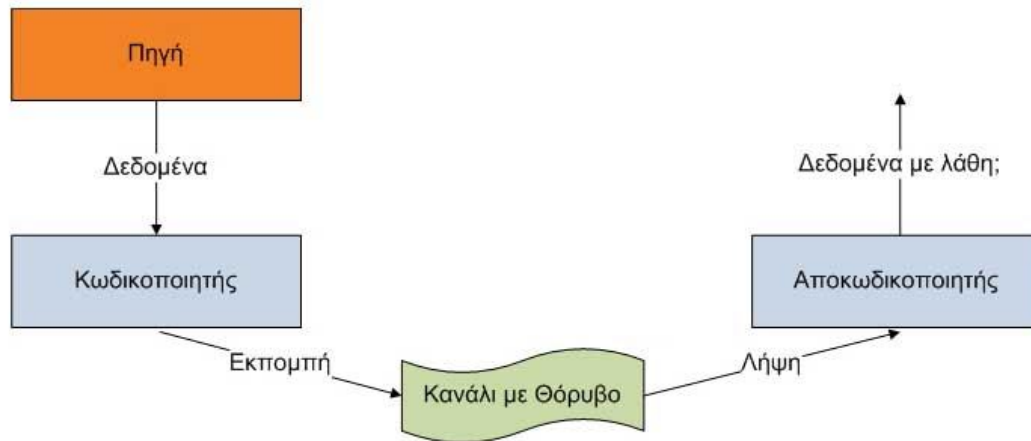 Πηγή
Δεδομένα
Κωδικοποιητής
Εκπομπή
Κανάλι με Θόρυβο
Λήψη
Αποκωδικοποιητής
Δεδομένα με λάθη;